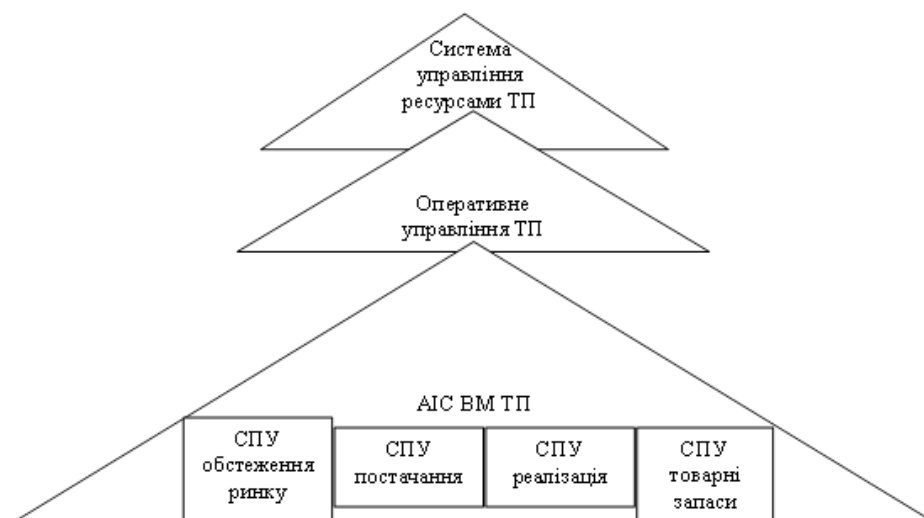 Система
управління
ресурсами ТП
Оперативне
управління ТП
АІС ВМ ТП
СПУ
обстеження
ринку
СПУ
постачання
СПУ
реалізація
СПУ
товарні
запаси